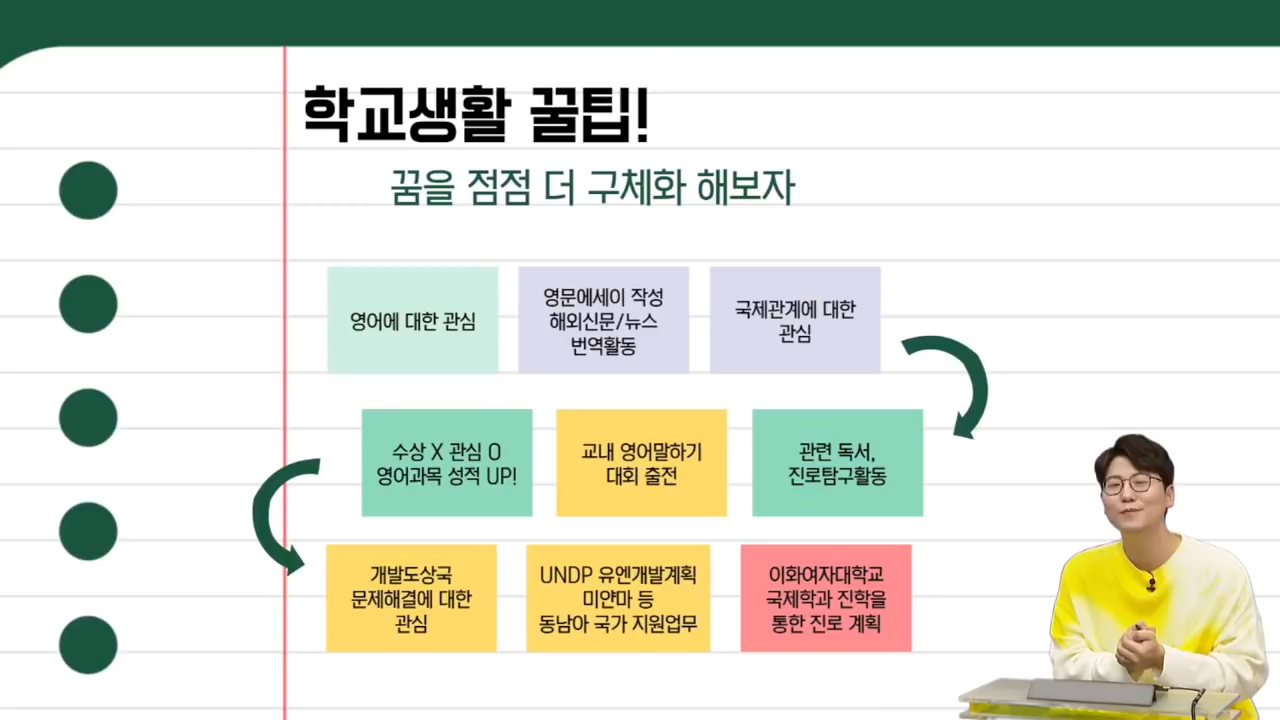 학교생활 꿀팁!
꿈을 점점 더 구체화 해보자
영어에 대한 관심
영문에세이 작성
해외신문/뉴스
번역활동
국제관계에 대한
관심
수상 X 관심 O
영어과목 성적 UP!
교내 영어말하기
대회 출전
관련 독서,
진로탐구활동
개발도상국
문제해결에 대한
관심
UNDP 유엔개발계획
미얀마 등
동남아 국가 지원업무
이화여자대학교
국제학과 진학을
통한 진로 계획